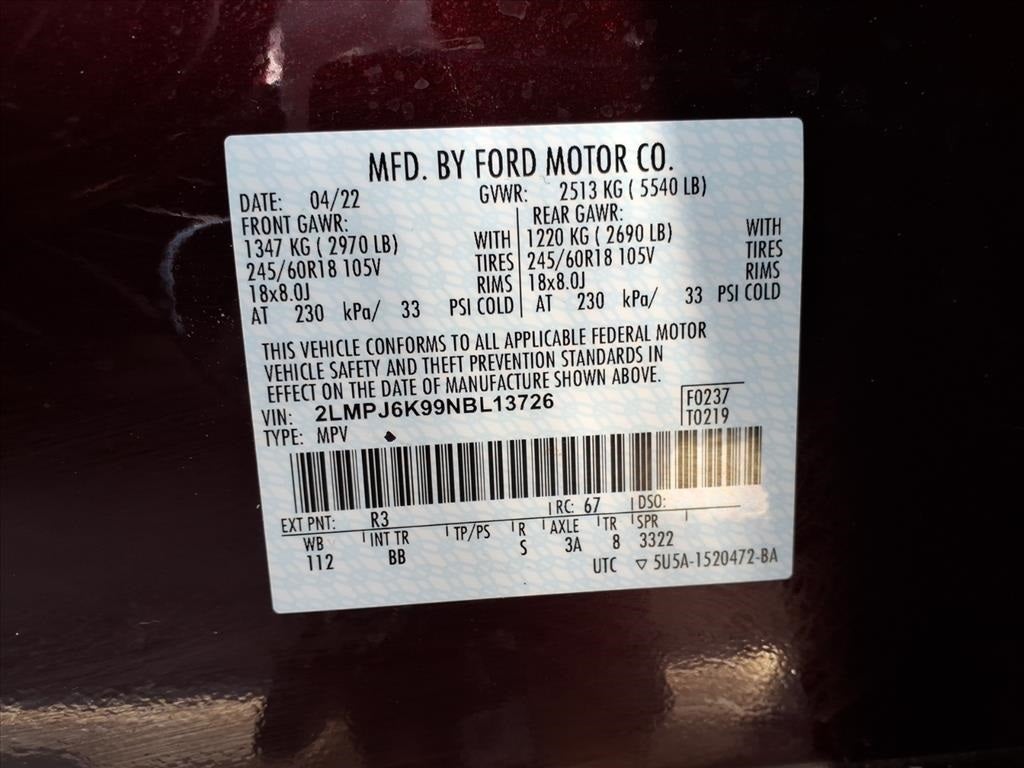 MFD. BY FORD MOTOR CO.
DATE: 04/22 GVWR: 2513 KG ( 5540 LB)
FRONT GAWR: REAR GAWR:
1347 KG ( 2970 LB) WITH 1220 KG ( 2690 LB) WITH
245/60R18 105V TIRES 245/60R18 105V TIRES
18x8.0J RIMS 18x8.0J RIMS
AT 230 kPa/ 33 PSI COLD AT 230 kPa/ 33 PSI COLD
THIS VEHICLE CONFORMS TO ALL APPLICABLE FEDERAL MOTOR
VEHICLE SAFETY AND THEFT PREVENTION STANDARDS IN
EFFECT ON THE DATE OF MANUFACTURE SHOWN ABOVE.
VIN: 2LMPJ6K99NBL13726 F0237
TYPE: MPV T0219
EXT PNT: R3 RC: 67 DSO:
WB INT TR TP/PS R AXLE TR SPR
112 BB S 3A 8 3322
UTC ▽ 5U5A-1520472-BA